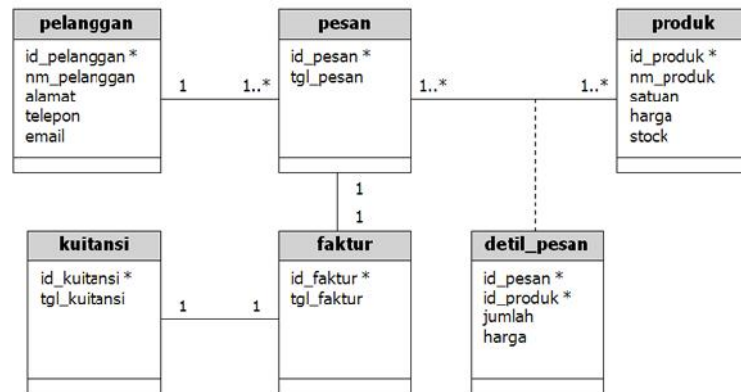 pelanggan
id_pelanggan *
nm_pelanggan
alamat
telepon
email
1
1..*
pesan
id_pesan *
tgl_pesan
1..*
1..*
produk
id_produk *
nm_produk
satuan
harga
stock
1
1
kuitansi
id_kuitansi *
tgl_kuitansi
1
1
faktur
id_faktur *
tgl_faktur
detil_pesan
id_pesan *
id_produk *
jumlah
harga